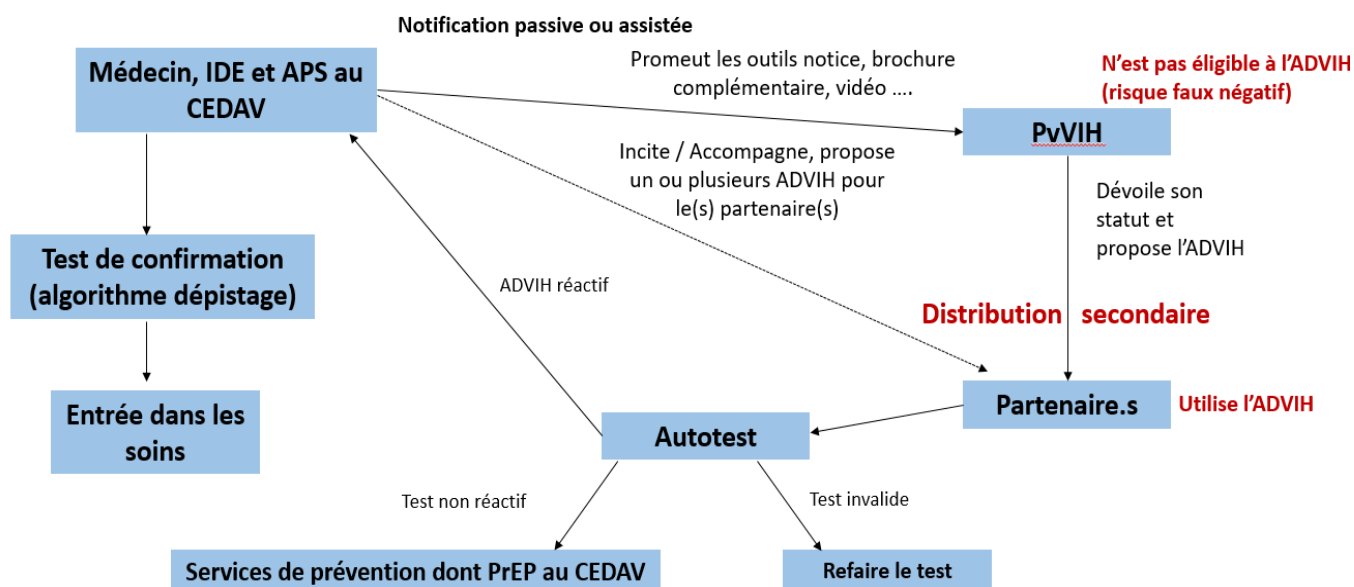 Notification passive ou assistée
Médecin, IDE et APS au
CEDAV
Promeut les outils notice, brochure
complémentaire, vidéo ....
N’est pas éligible à l’ADVIH
(risque faux négatif)
PvVIH
Incite / Accompagne, propose
un ou plusieurs ADVIH pour
le(s) partenaire(s)
Dévoile son
statut et
propose l’ADVIH
Test de confirmation
(algorithme dépistage)
ADVIH réactif
Distribution secondaire
Entrée dans les
soins
Partenaire.s
Utilise l’ADVIH
Autotest
Test non réactif
Test invalide
Services de prévention dont PrEP au CEDAV
Refaire le test